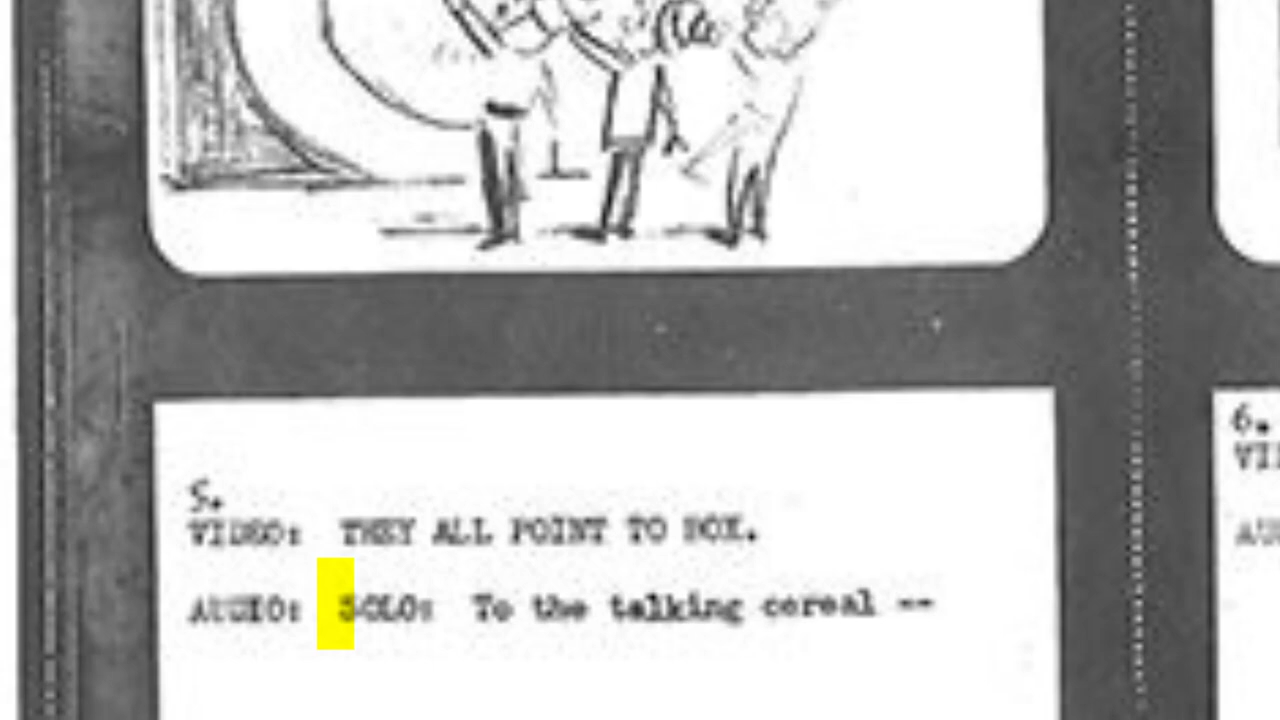 5.
VIDEO: THEY ALL POINT TO BOX.
AUDIO: SOLO: To the talking cereal --
6.